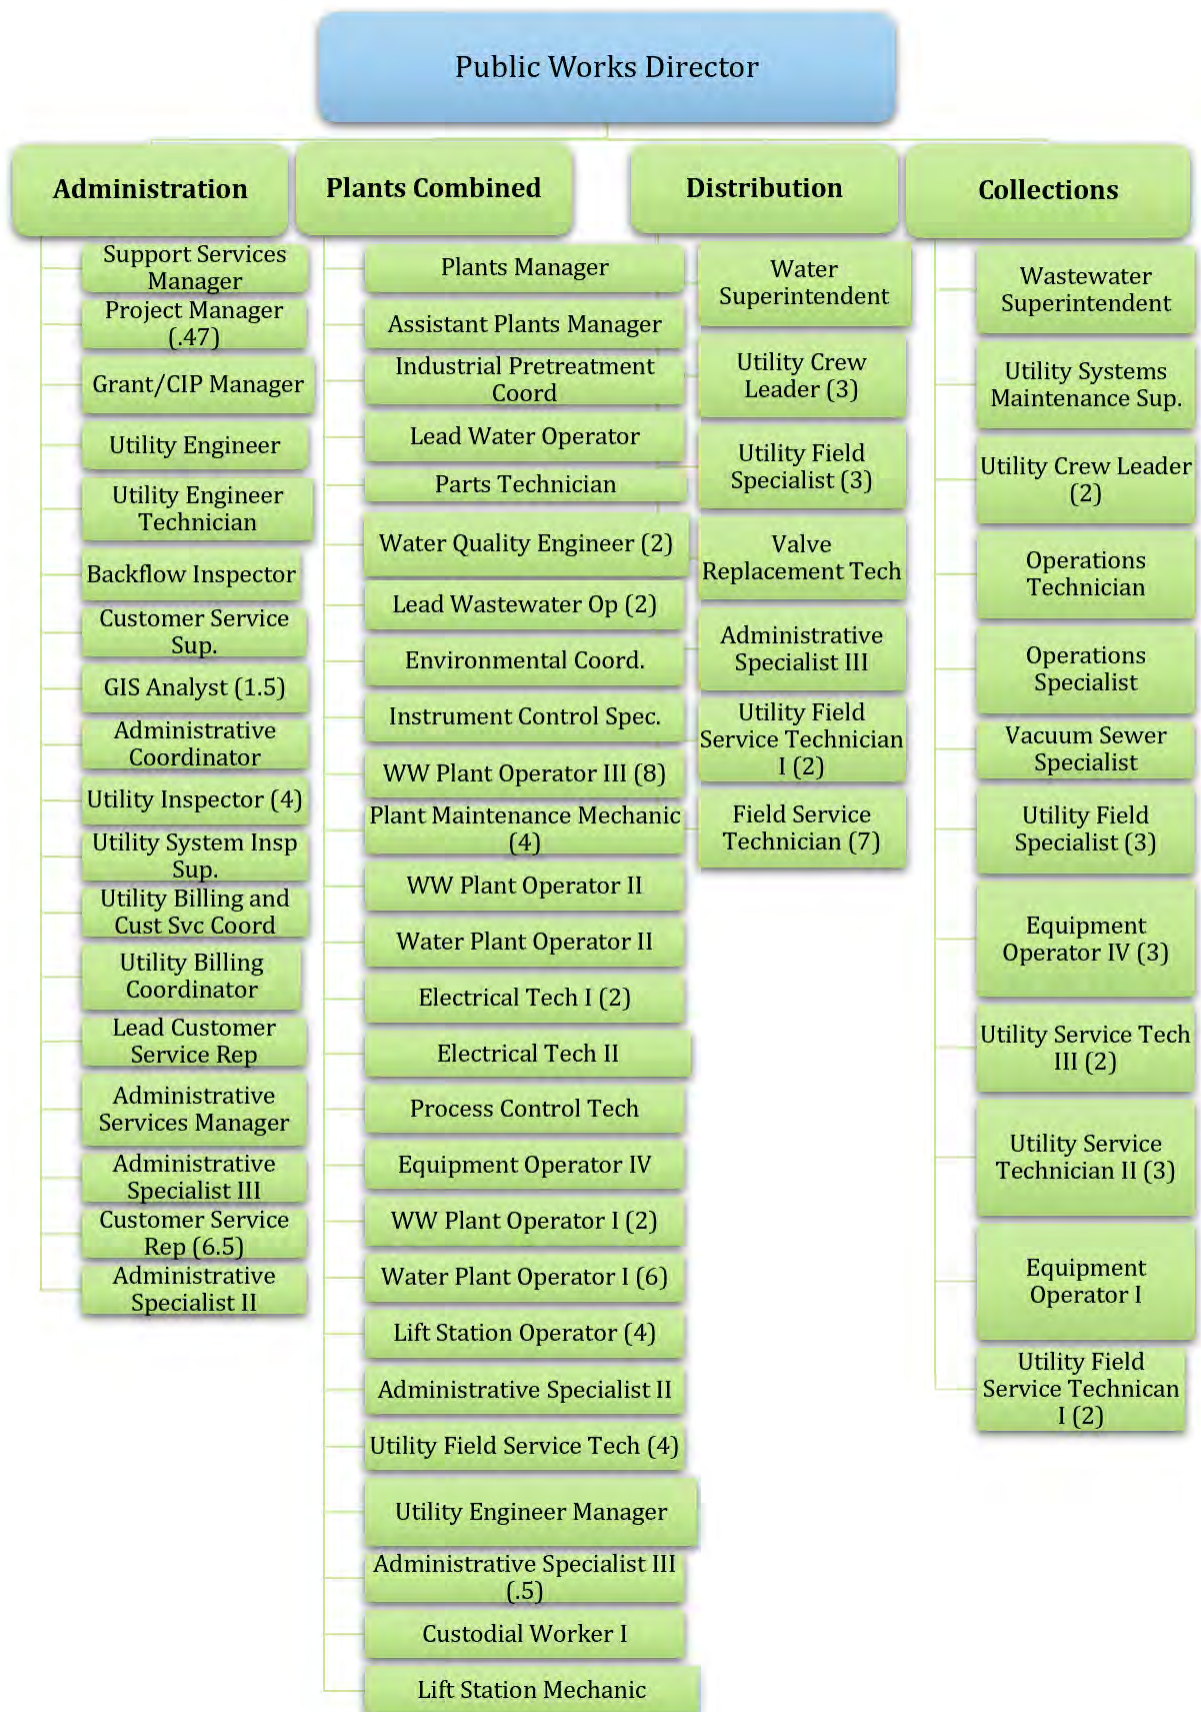 Public Works Director
Administration
Support Services
Manager
Project Manager
(.47)
Grant/CIP Manager
Utility Engineer
Utility Engineer
Technician
Backflow Inspector
Customer Service
Sup.
GIS Analyst (1.5)
Administrative
Coordinator
Utility Inspector (4)
Utility System Insp
Sup.
Utility Billing and
Cust Svc Coord
Utility Billing
Coordinator
Lead Customer
Service Rep
Administrative
Services Manager
Administrative
Specialist III
Customer Service
Rep (6.5)
Administrative
Specialist II
Plants Combined
Plants Manager
Assistant Plants Manager
Industrial Pretreatment
Coord
Lead Water Operator
Parts Technician
Water Quality Engineer (2)
Lead Wastewater Op (2)
Environmental Coord.
Instrument Control Spec.
WW Plant Operator III (8)
Plant Maintenance Mechanic
(4)
WW Plant Operator II
Water Plant Operator II
Electrical Tech I (2)
Electrical Tech II
Process Control Tech
Equipment Operator IV
WW Plant Operator I (2)
Water Plant Operator I (6)
Lift Station Operator (4)
Administrative Specialist II
Utility Field Service Tech (4)
Utility Engineer Manager
Administrative Specialist III
(.5)
Custodial Worker I
Lift Station Mechanic
Distribution
Water
Superintendent
Utility Crew
Leader (3)
Utility Field
Specialist (3)
Valve
Replacement Tech
Administrative
Specialist III
Utility Field
Service Technician
I (2)
Field Service
Technician (7)
Collections
Wastewater
Superintendent
Utility Systems
Maintenance Sup.
Utility Crew Leader
(2)
Operations
Technician
Operations
Specialist
Vacuum Sewer
Specialist
Utility Field
Specialist (3)
Equipment
Operator IV (3)
Utility Service Tech
III (2)
Utility Service
Technician II (3)
Equipment
Operator I
Utility Field
Service Technican
I (2)